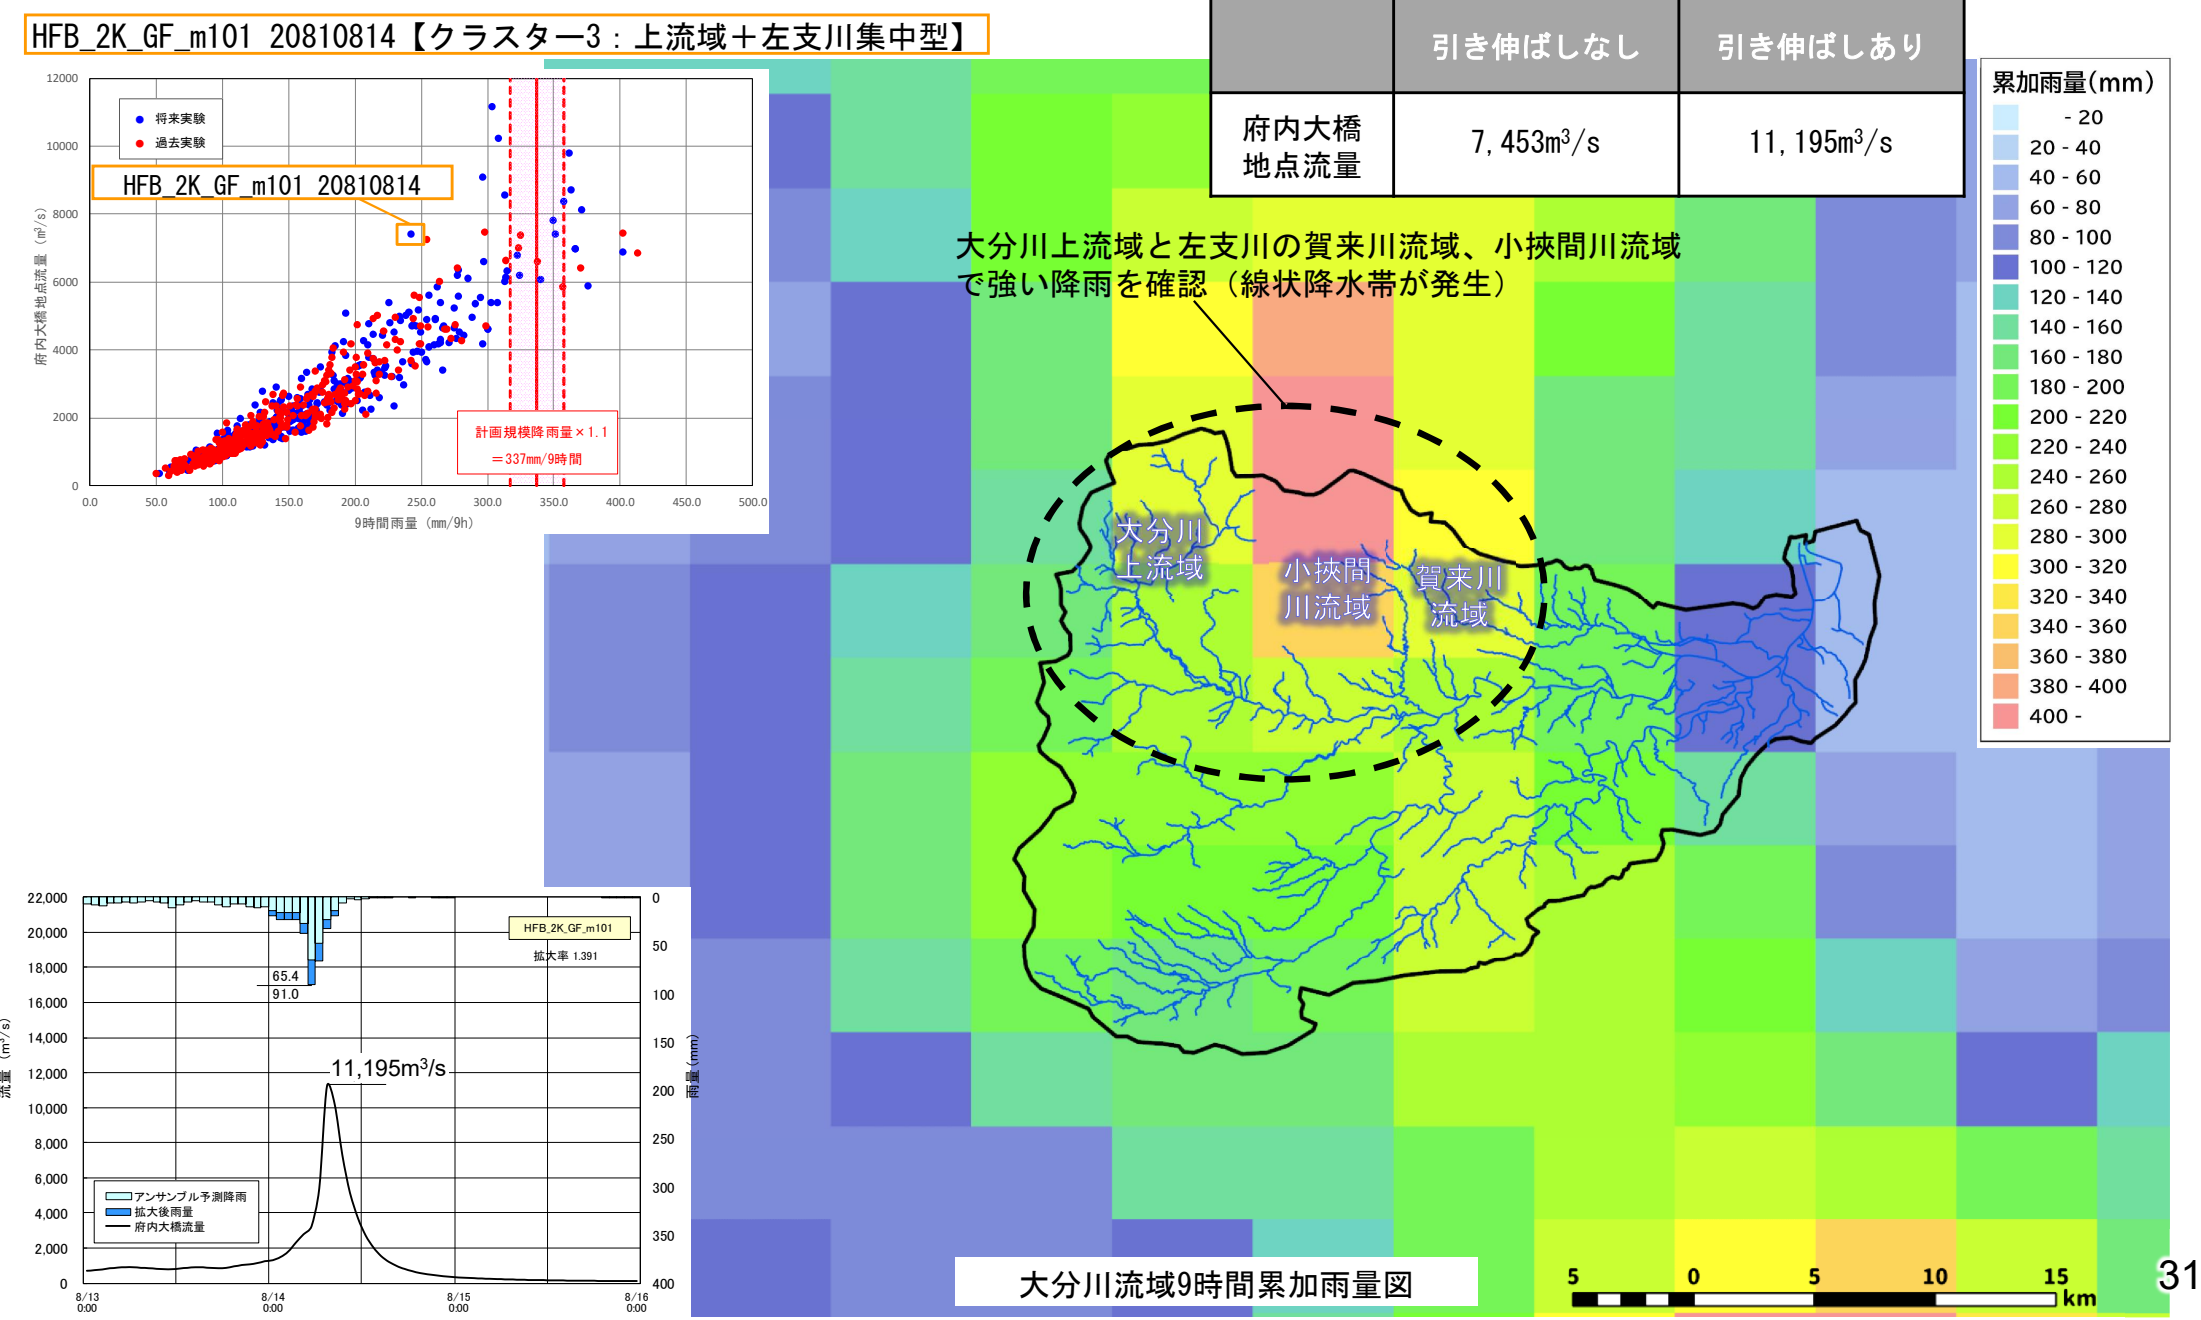 HFB_2K_GF_m101 20810814【クラスター3：上流域＋左支川集中型】
引き伸ばしなし 引き伸ばしあり
府内大橋
地点流量
7,453m³/s 11,195m³/s
12000
10000
8000
6000
4000
2000
0
府内大橋地点流量（m³/s）
将来実験
過去実験
HFB_2K_GF_m101 20810814
計画規模降雨量×1.1
＝337mm/9時間
0.0 50.0 100.0 150.0 200.0 250.0 300.0 350.0 400.0 450.0 500.0
9時間雨量（mm/9h）
大分川上流域と左支川の賀来川流域、小挾間川流域
で強い降雨を確認（線状降水帯が発生）
大分川
上流域
小挾間
川流域
賀来川
流域
累加雨量(mm)
- 20
20 - 40
40 - 60
60 - 80
80 - 100
100 - 120
120 - 140
140 - 160
160 - 180
180 - 200
200 - 220
220 - 240
240 - 260
260 - 280
280 - 300
300 - 320
320 - 340
340 - 360
360 - 380
380 - 400
400 -
22,000
20,000
18,000
16,000
14,000
12,000
10,000
8,000
6,000
4,000
2,000
0
流量（m³/s）
0
50
100
150
200
250
300
350
400
雨量(mm)
HFB_2K_GF_m101
拡大率 1.391
65.4
91.0
11,195m³/s
アンサンブル予測降雨
拡大後雨量
府内大橋流量
8/13 8/14 8/15 8/16
0:00 0:00 0:00 0:00
大分川流域9時間累加雨量図
5 0 5 10 15
km
31